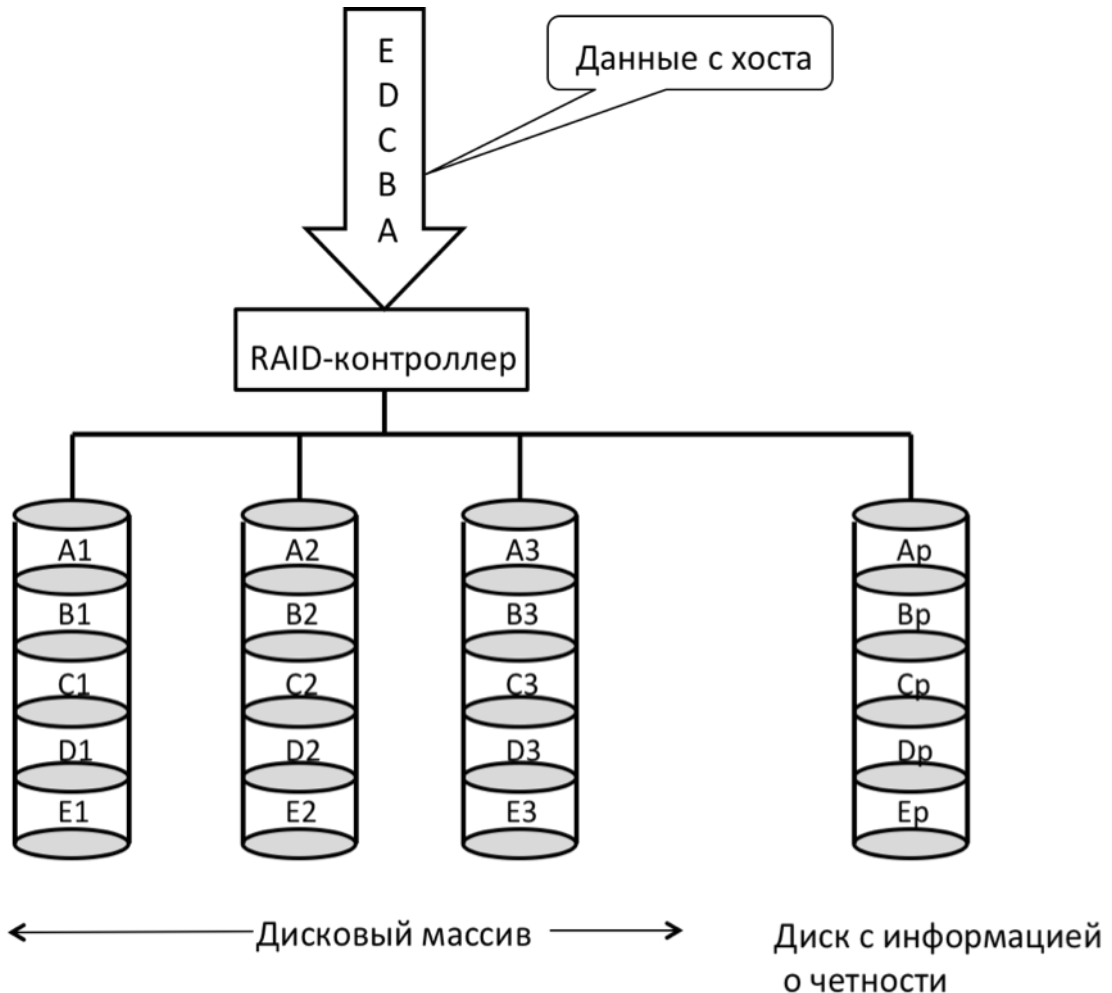 E
D
C
B
A
Данные с хоста
RAID-контроллер
A1 A2 A3 Ap
B1 B2 B3 Bp
C1 C2 C3 Cp
D1 D2 D3 Dp
E1 E2 E3 Ep
Дисковый массив
Диск с информацией
о четности